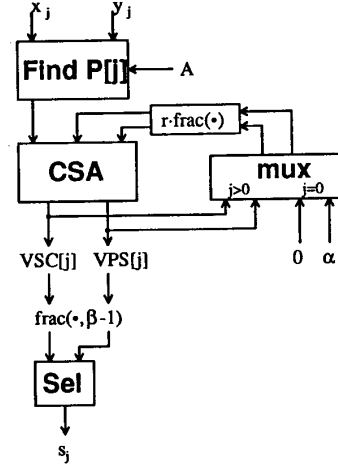 x j
y j
Find P[j]
A
r·frac(•)
CSA
mux
j>0
j=0
VSC[j]
VPS[j]
0
α
frac(•,β-1)
Sel
s j